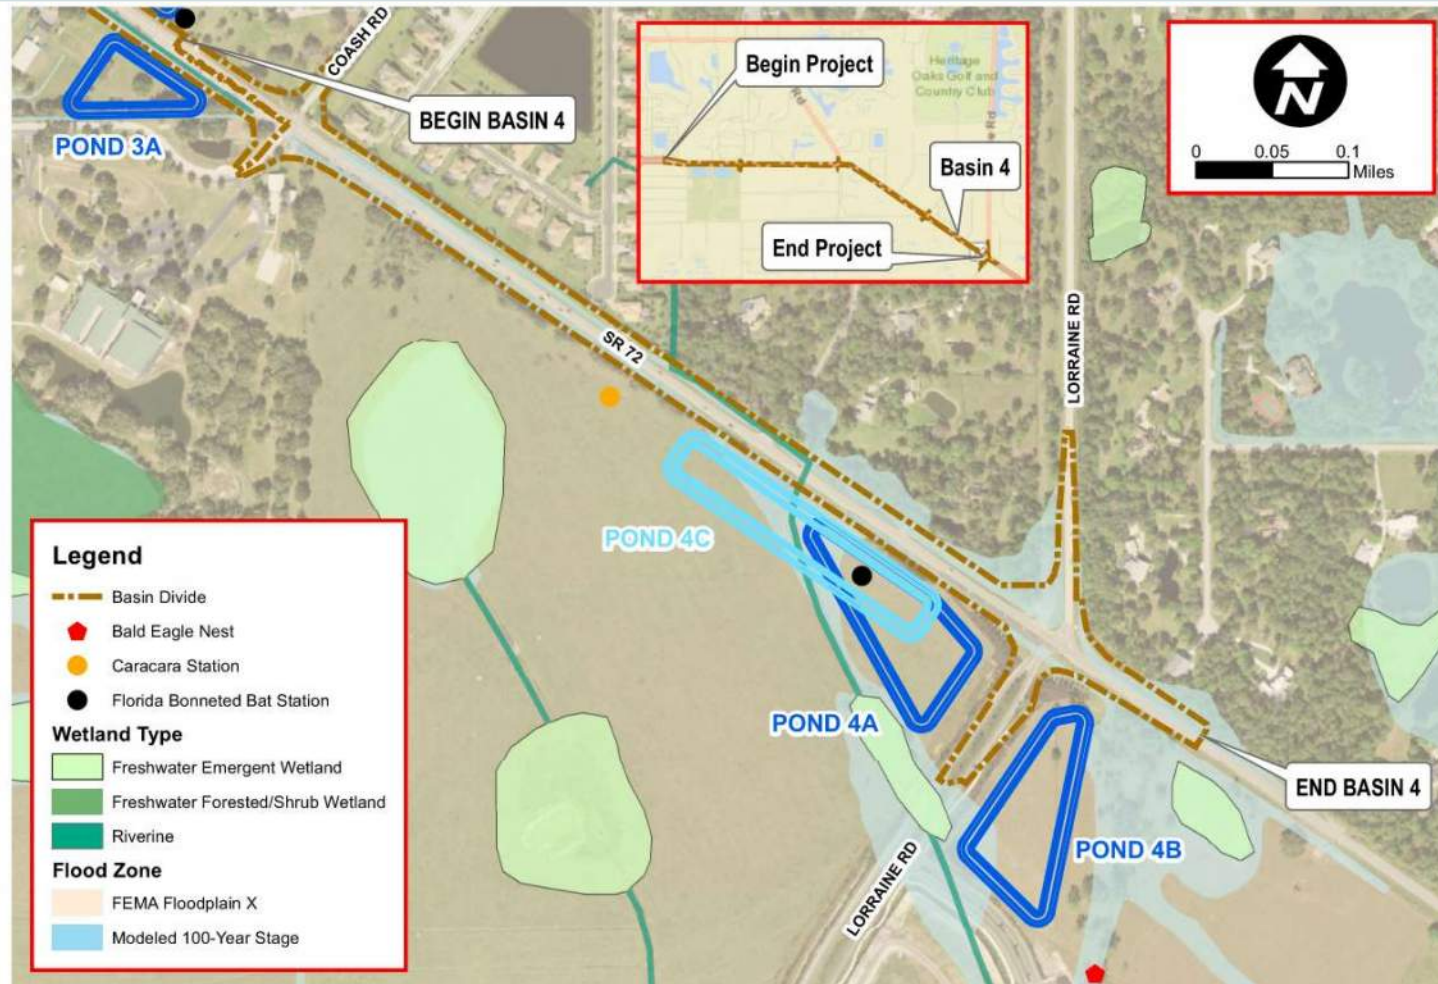 COASH RD
BEGIN BASIN 4
POND 3A
Begin Project
Heritage
Oaks Golf and
Country Club
Rd
e Rd
Basin 4
End Project
N
0 0.05 0.1
Miles
SR 72
LORRAINE RD
POND 4C
POND 4A
POND 4B
END BASIN 4
LORRAINE RD
Legend
Basin Divide
Bald Eagle Nest
Caracara Station
Florida Bonneted Bat Station
Wetland Type
Freshwater Emergent Wetland
Freshwater Forested/Shrub Wetland
Riverine
Flood Zone
FEMA Floodplain X
Modeled 100-Year Stage